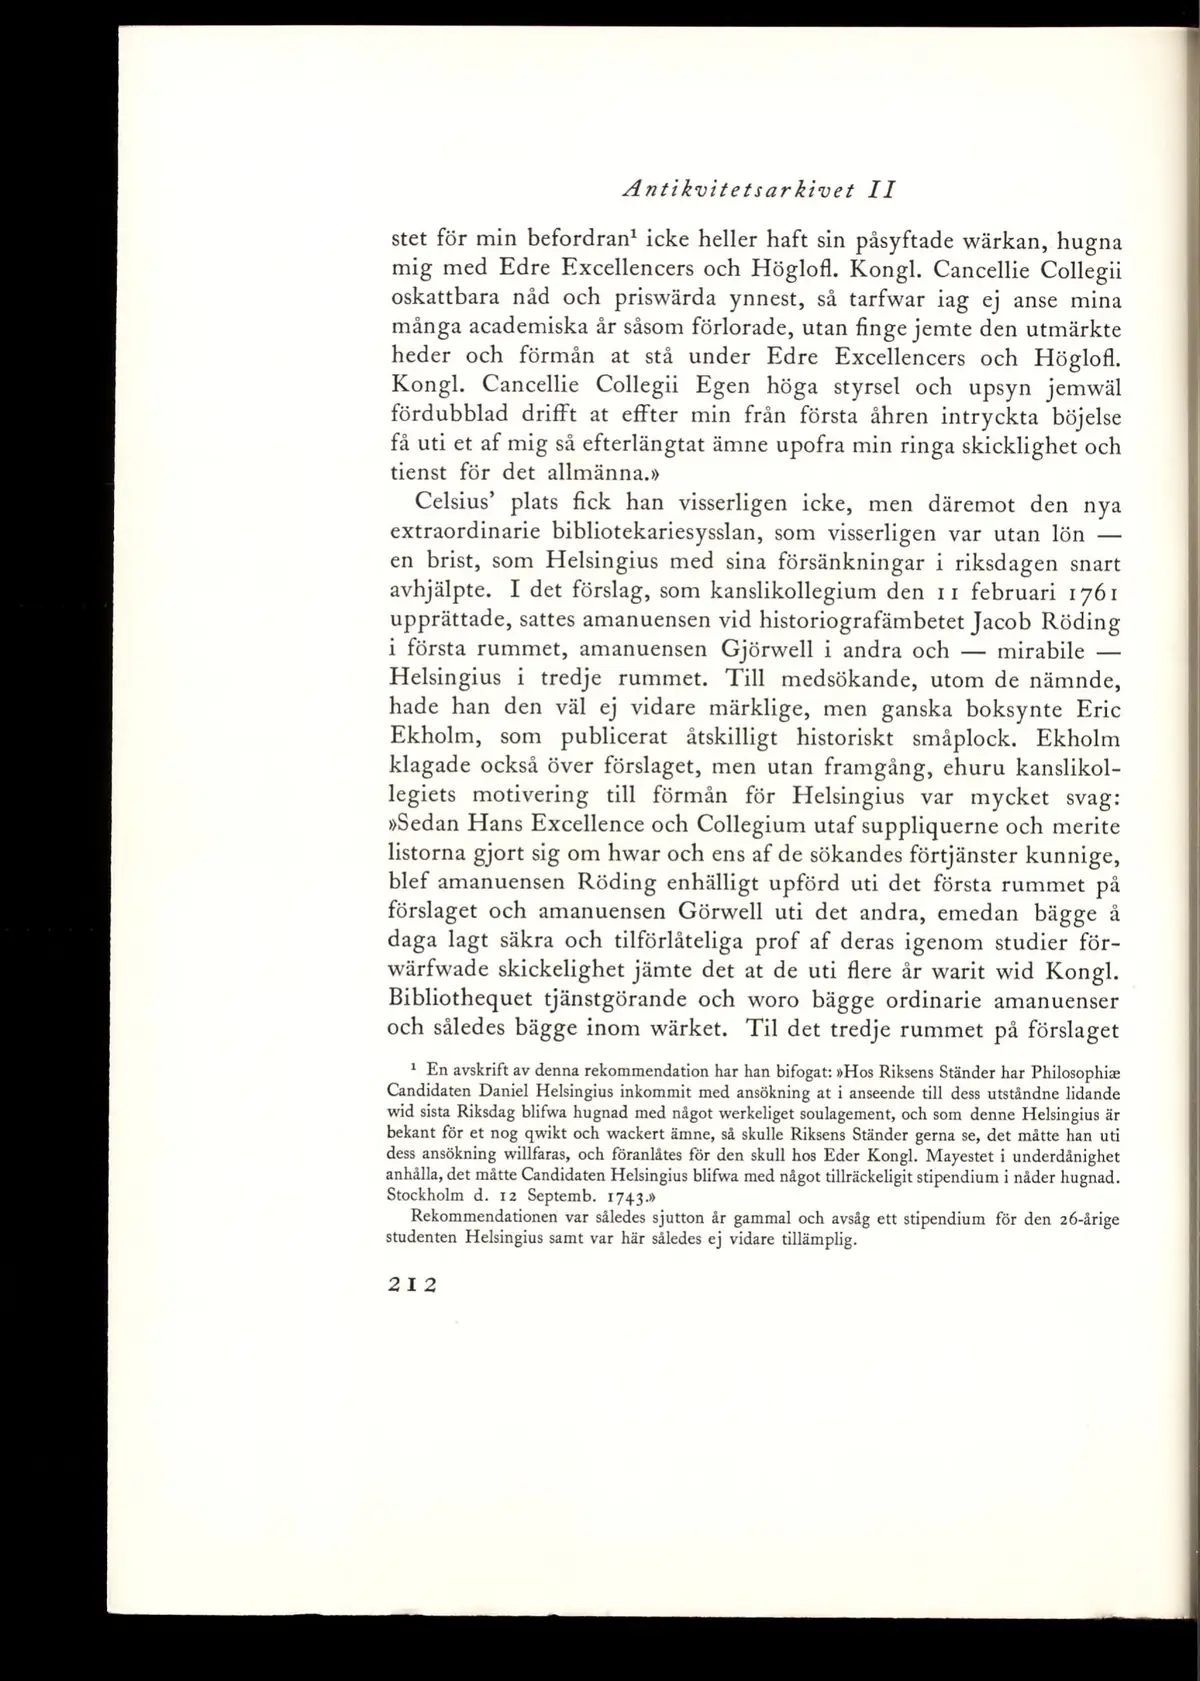 Antikvitetsarkivet II
stet för min befordran¹ icke heller haft sin påsyftade wärkan, hugna
mig med Edre Excellencers och Höglofl. Kongl. Cancellie Collegii
oskattbara nåd och priswärda ynnest, så tarfwar iag ej anse mina
många academiska år såsom förlorade, utan finge jemte den utmärkte
heder och förmån at stå under Edre Excellencers och Höglofl.
Kongl. Cancellie Collegii Egen höga styrsel och upsyn jemwäl
fördubblad drifft at effter min från första åhren intryckta böjelse
få uti et af mig så efterlängtat ämne upofra min ringa skicklighet och
tienst för det allmänna.»
Celsius’ plats fick han visserligen icke, men däremot den nya
extraordinarie bibliotekariesysslan, som visserligen var utan lön —
en brist, som Helsingius med sina försänkningar i riksdagen snart
avhjälpte. I det förslag, som kanslikollegium den 11 februari 1761
upprättade, sattes amanuensen vid historiografämbetet Jacob Röding
i första rummet, amanuensen Gjörwell i andra och — mirabile —
Helsingius i tredje rummet. Till medsökande, utom de nämnde,
hade han den väl ej vidare märklige, men ganska boksynte Eric
Ekholm, som publicerat åtskilligt historiskt småplock. Ekholm
klagade också över förslaget, men utan framgång, ehuru kanslikol-
legiets motivering till förmån för Helsingius var mycket svag:
»Sedan Hans Excellence och Collegium utaf suppliquerne och merite
listorna gjort sig om hwar och ens af de sökandes förtjänster kunnige,
blef amanuensen Röding enhälligt upförd uti det första rummet på
förslaget och amanuensen Görwell uti det andra, emedan bägge å
daga lagt säkra och tilförlåteliga prof af deras igenom studier för-
wärfwade skickelighet jämte det at de uti flere år warit wid Kongl.
Bibliothequet tjänstgörande och woro bägge ordinarie amanuenser
och således bägge inom wärket. Til det tredje rummet på förslaget
¹ En avskrift av denna rekommendation har han bifogat: »Hos Riksens Ständer har Philosophiæ
Candidaten Daniel Helsingius inkommit med ansökning at i anseende till dess utståndne lidande
wid sista Riksdag blifwa hugnad med något werkeliget soulagement, och som denne Helsingius är
bekant för et nog qwikt och wackert ämne, så skulle Riksens Ständer gerna se, det måtte han uti
dess ansökning willfaras, och föranlåtes för den skull hos Eder Kongl. Mayestet i underdånighet
anhålla, det måtte Candidaten Helsingius blifwa med något tillräckeligit stipendium i nåder hugnad.
Stockholm d. 12 Septemb. 1743.»
Rekommendationen var således sjutton år gammal och avsåg ett stipendium för den 26-årige
studenten Helsingius samt var här således ej vidare tillämplig.
212